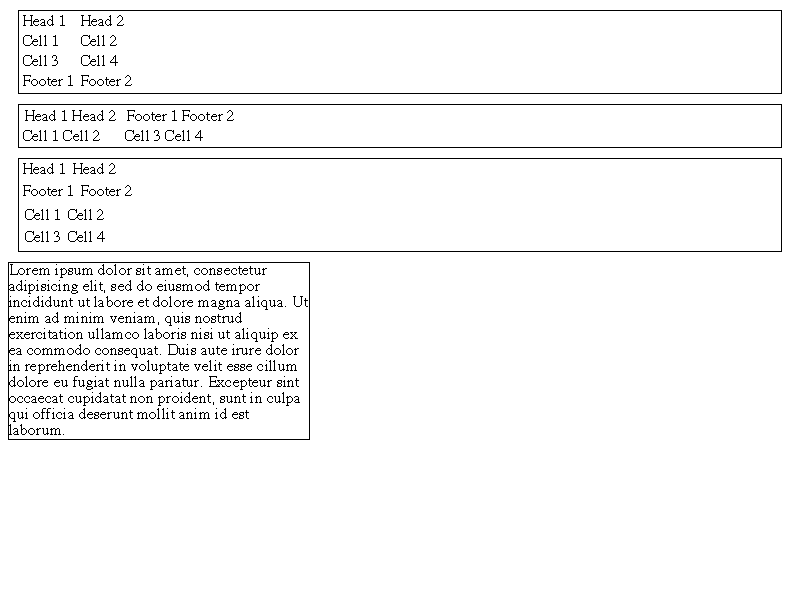 Head 1 Head 2
Cell 1 Cell 2
Cell 3 Cell 4
Footer 1 Footer 2
Head 1 Head 2 Footer 1 Footer 2
Cell 1 Cell 2 Cell 3 Cell 4
Head 1 Head 2
Footer 1 Footer 2
Cell 1 Cell 2
Cell 3 Cell 4
Lorem ipsum dolor sit amet, consectetur
adipisicing elit, sed do eiusmod tempor
incididunt ut labore et dolore magna aliqua. Ut
enim ad minim veniam, quis nostrud
exercitation ullamco laboris nisi ut aliquip ex
ea commodo consequat. Duis aute irure dolor
in reprehenderit in voluptate velit esse cillum
dolore eu fugiat nulla pariatur. Excepteur sint
occaecat cupidatat non proident, sunt in culpa
qui officia deserunt mollit anim id est
laborum.